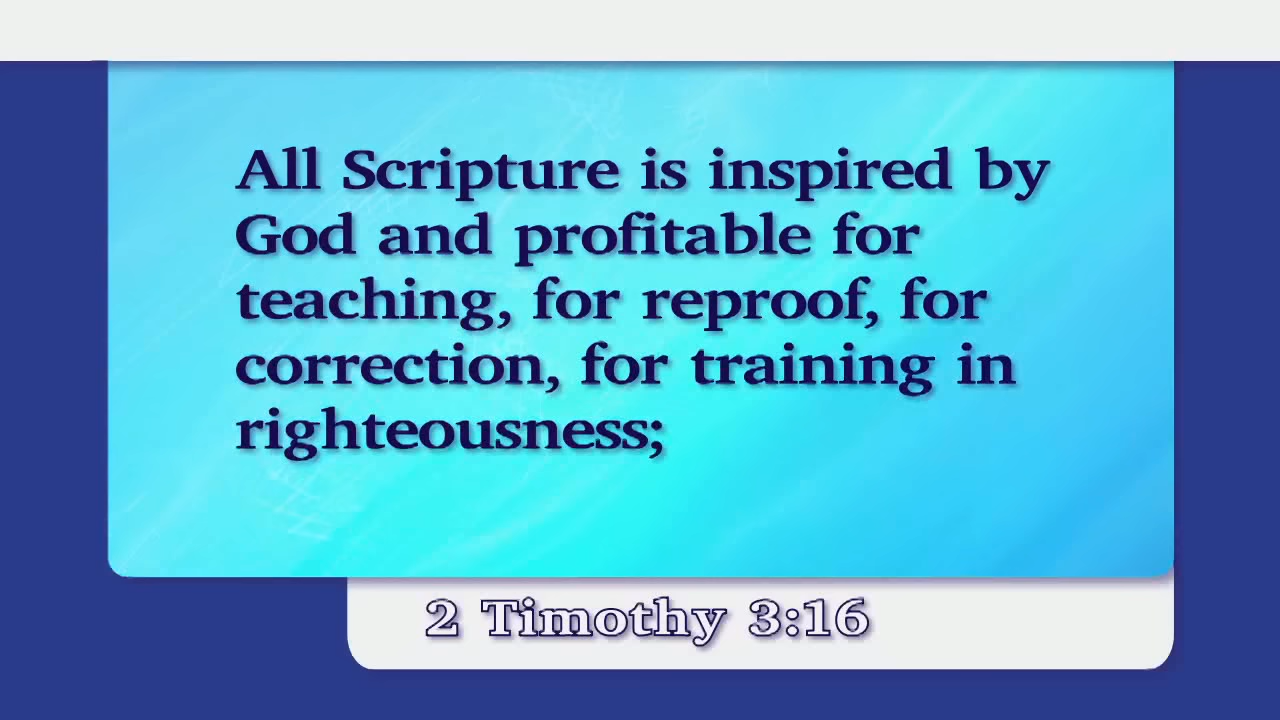 All Scripture is inspired by
God and profitable for
teaching, for reproof, for
correction, for training in
righteousness;
2 Timothy 3:16